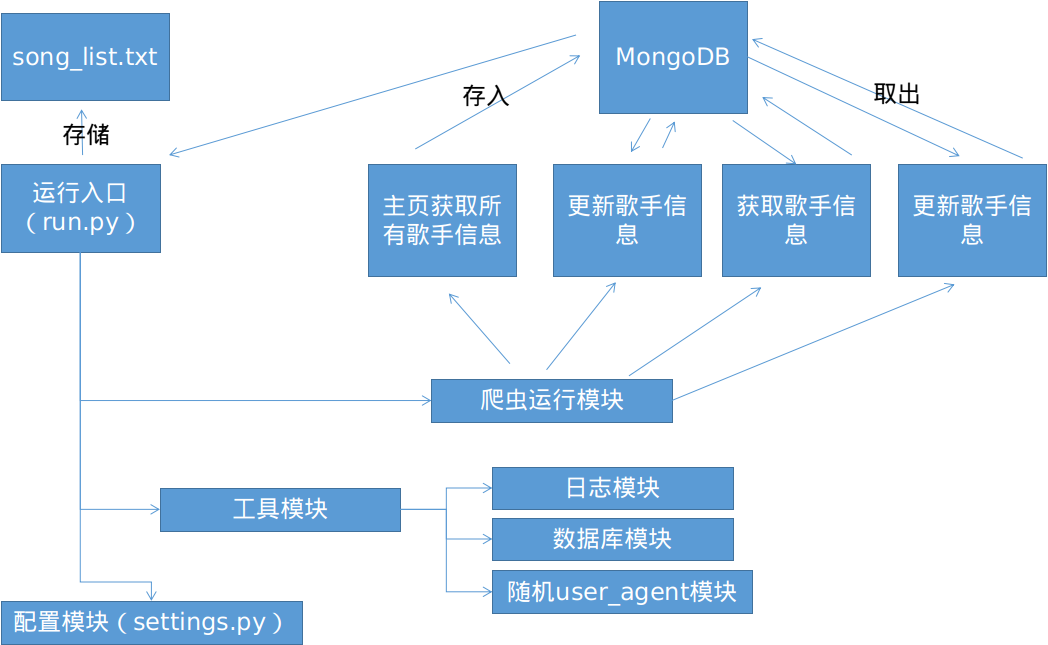 song_list.txt
MongoDB
存入
取出
存储
运行入口
（run.py）
主页获取所
有歌手信息
更新歌手信
息
获取歌手信
息
更新歌手信
息
爬虫运行模块
日志模块
工具模块
数据库模块
随机user_agent模块
配置模块（settings.py）